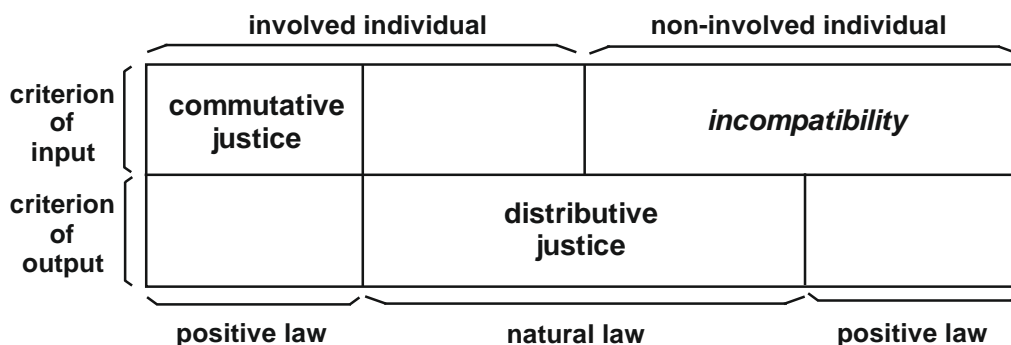 involved individual
non-involved individual
criterion
of
input
commutative
justice
incompatibility
criterion
of
output
distributive
justice
positive law
natural law
positive law